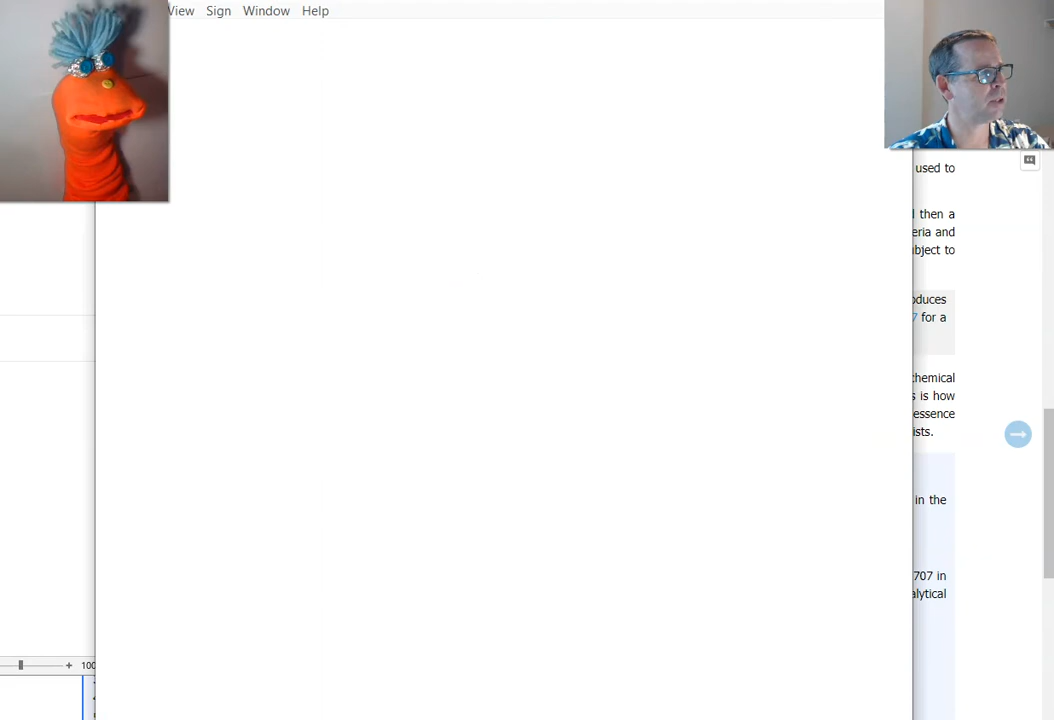 View Sign Window Help
used to
then a
eria and
bject to
oduces
7 for a
chemical
s is how
essence
ists.
in the
707 in
alytical
100